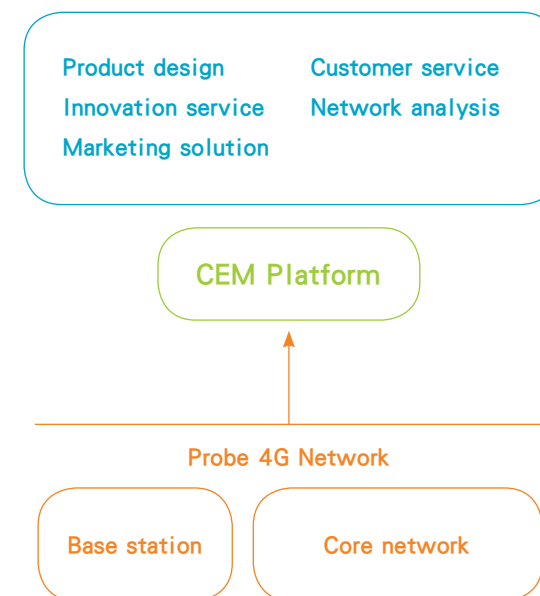 Product design
Customer service
Innovation service
Network analysis
Marketing solution
CEM Platform
Probe 4G Network
Base station
Core network